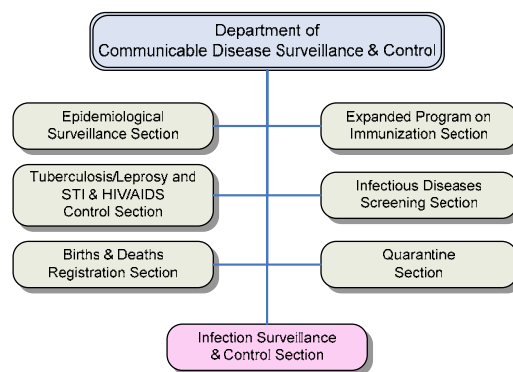 Department of
Communicable Disease Surveillance & Control
Epidemiological
Surveillance Section
Expanded Program on
Immunization Section
Tuberculosis/Leprosy and
STI & HIV/AIDS
Control Section
Infectious Diseases
Screening Section
Births & Deaths
Registration Section
Quarantine
Section
Infection Surveillance
& Control Section